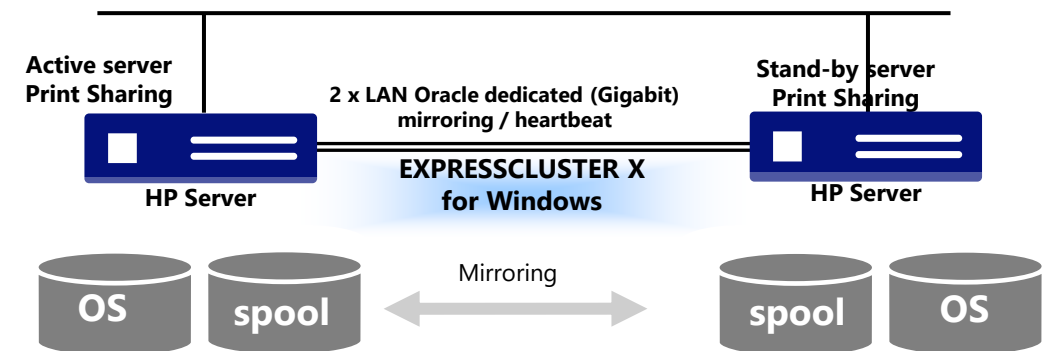 Active server
Print Sharing
2 x LAN Oracle dedicated (Gigabit)
mirroring / heartbeat
Stand-by server
Print Sharing
EXPRESSCLUSTER X
for Windows
HP Server
HP Server
Mirroring
OS
spool
spool
OS